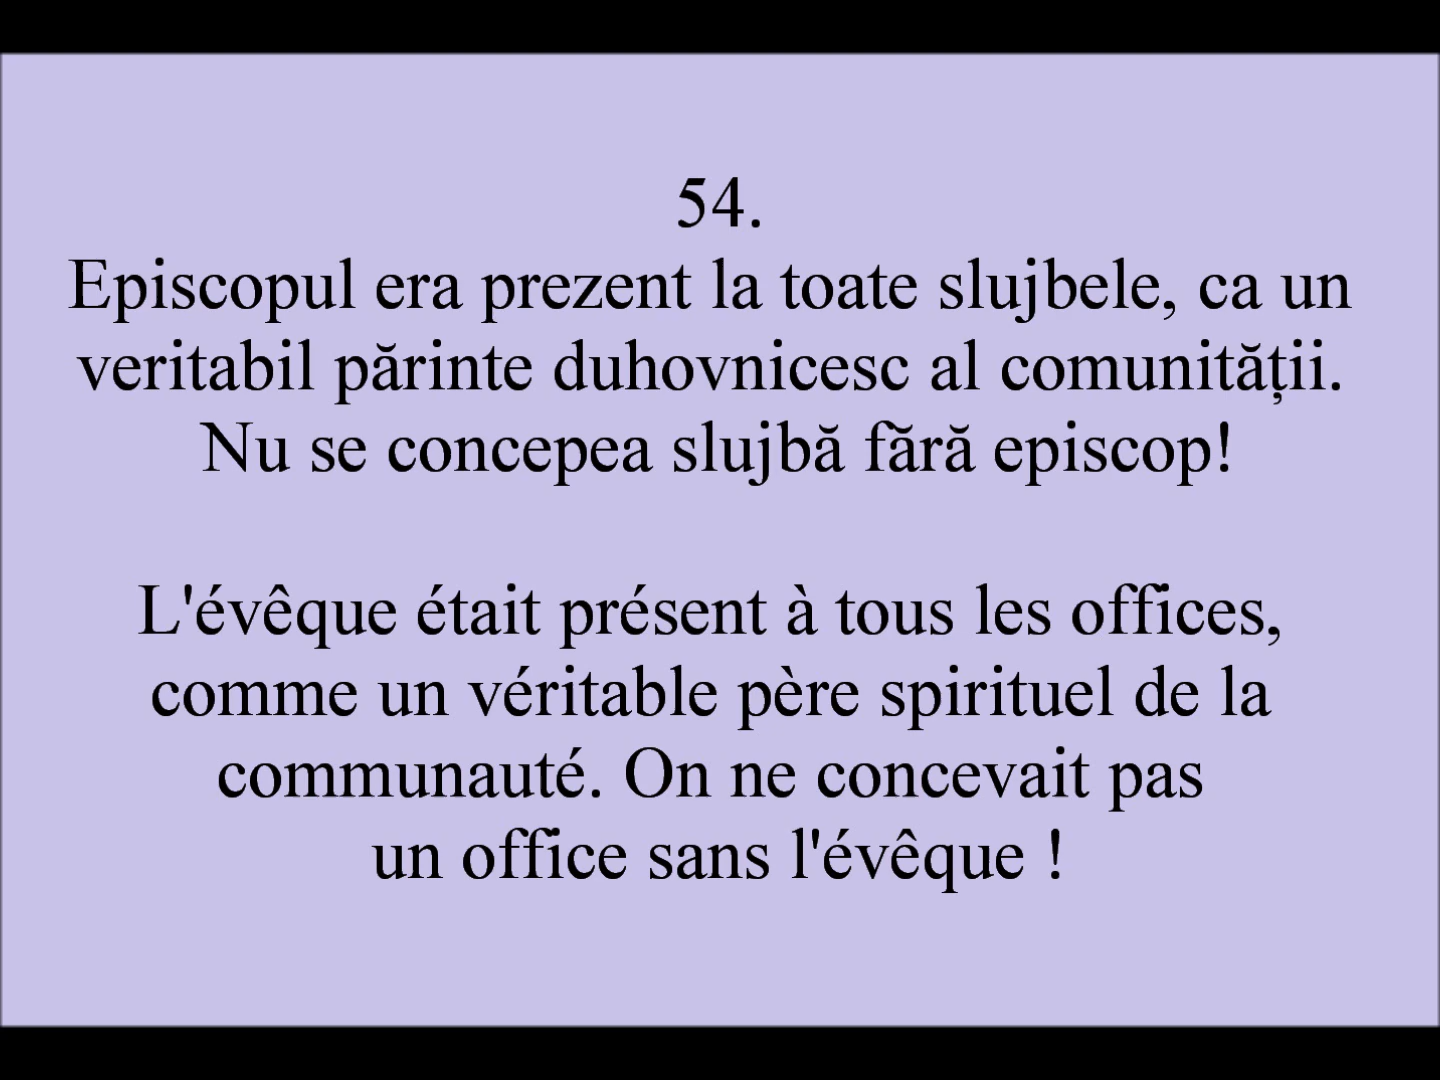 54.
Episcopul era prezent la toate slujbele, ca un
veritabil părinte duhovnicesc al comunității.
Nu se concepea slujbă fără episcop!
L'évêque était présent à tous les offices,
comme un véritable père spirituel de la
communauté. On ne concevait pas
un office sans l'évêque !